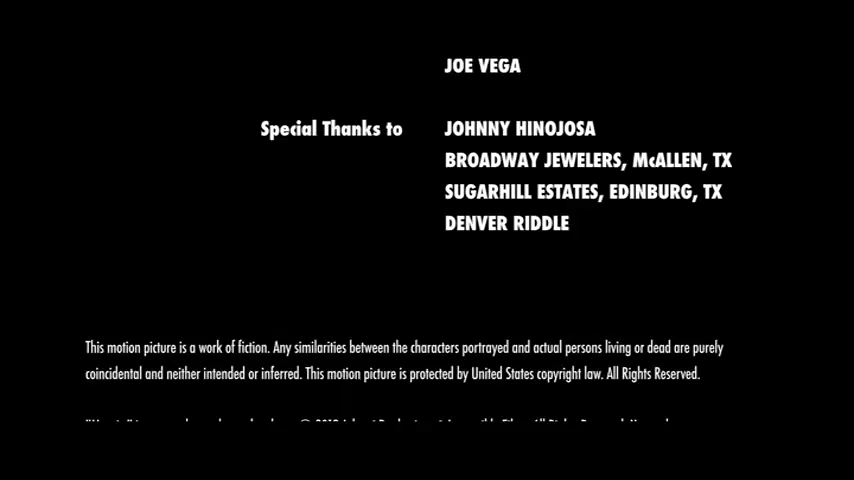 JOE VEGA
Special Thanks to JOHNNY HINOJOSA
BROADWAY JEWELERS, McALLEN, TX
SUGARHILL ESTATES, EDINBURG, TX
DENVER RIDDLE
This motion picture is a work of fiction. Any similarities between the characters portrayed and actual persons living or dead are purely
coincidental and neither intended or inferred. This motion picture is protected by United States copyright law. All Rights Reserved.